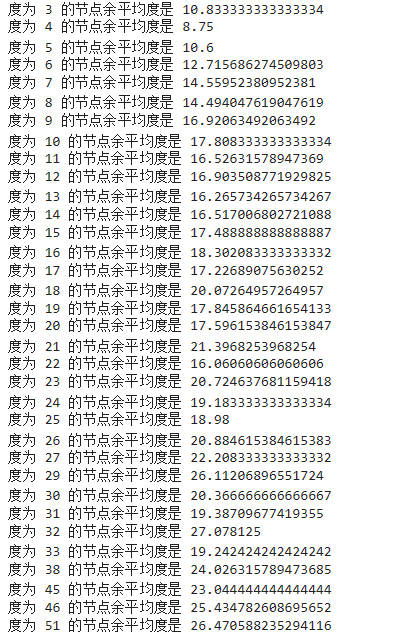 度为 3 的节点余平均度是 10.833333333333334
度为 4 的节点余平均度是 8.75
度为 5 的节点余平均度是 10.6
度为 6 的节点余平均度是 12.715686274509803
度为 7 的节点余平均度是 14.55952380952381
度为 8 的节点余平均度是 14.494047619047619
度为 9 的节点余平均度是 16.92063492063492
度为 10 的节点余平均度是 17.808333333333334
度为 11 的节点余平均度是 16.52631578947369
度为 12 的节点余平均度是 16.903508771929825
度为 13 的节点余平均度是 16.265734265734267
度为 14 的节点余平均度是 16.517006802721088
度为 15 的节点余平均度是 17.488888888888887
度为 16 的节点余平均度是 18.302083333333332
度为 17 的节点余平均度是 17.22689075630252
度为 18 的节点余平均度是 20.07264957264957
度为 19 的节点余平均度是 17.845864661654133
度为 20 的节点余平均度是 17.596153846153847
度为 21 的节点余平均度是 21.3968253968254
度为 22 的节点余平均度是 16.06060606060606
度为 23 的节点余平均度是 20.724637681159418
度为 24 的节点余平均度是 19.183333333333334
度为 25 的节点余平均度是 18.98
度为 26 的节点余平均度是 20.884615384615383
度为 27 的节点余平均度是 22.208333333333332
度为 29 的节点余平均度是 26.11206896551724
度为 30 的节点余平均度是 20.366666666666667
度为 31 的节点余平均度是 19.38709677419355
度为 32 的节点余平均度是 27.078125
度为 33 的节点余平均度是 19.242424242424242
度为 38 的节点余平均度是 24.026315789473685
度为 45 的节点余平均度是 23.044444444444444
度为 46 的节点余平均度是 25.434782608695652
度为 51 的节点余平均度是 26.470588235294116